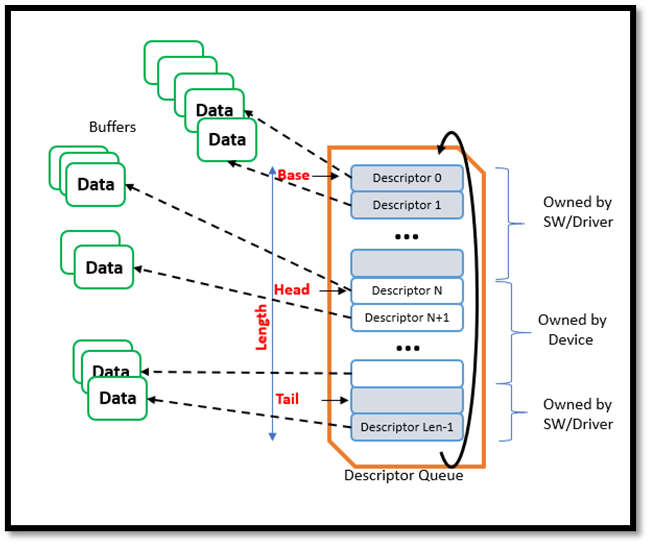 Data
Data
Buffers
Data
Data
Data
Data
Base
Head
Length
Tail
Descriptor 0
Descriptor 1
...
Descriptor N
Descriptor N+1
...
Descriptor Len-1
Descriptor Queue
Owned by
SW/Driver
Owned by
Device
Owned by
SW/Driver